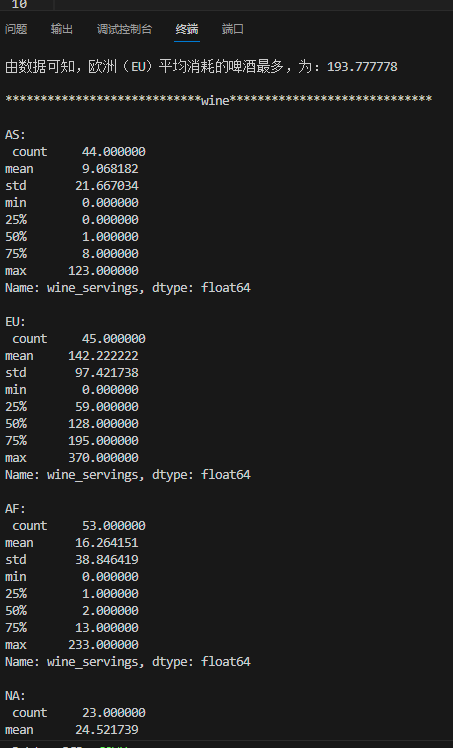 10
问题 输出 调试控制台 终端 端口
由数据可知，欧洲（EU）平均消耗的啤酒最多，为：193.777778
****************************wine*****************************
AS:
count 44.000000
mean 9.068182
std 21.667034
min 0.000000
25% 0.000000
50% 1.000000
75% 8.000000
max 123.000000
Name: wine_servings, dtype: float64
EU:
count 45.000000
mean 142.222222
std 97.421738
min 0.000000
25% 59.000000
50% 128.000000
75% 195.000000
max 370.000000
Name: wine_servings, dtype: float64
AF:
count 53.000000
mean 16.264151
std 38.846419
min 0.000000
25% 1.000000
50% 2.000000
75% 13.000000
max 233.000000
Name: wine_servings, dtype: float64
NA:
count 23.000000
mean 24.521739